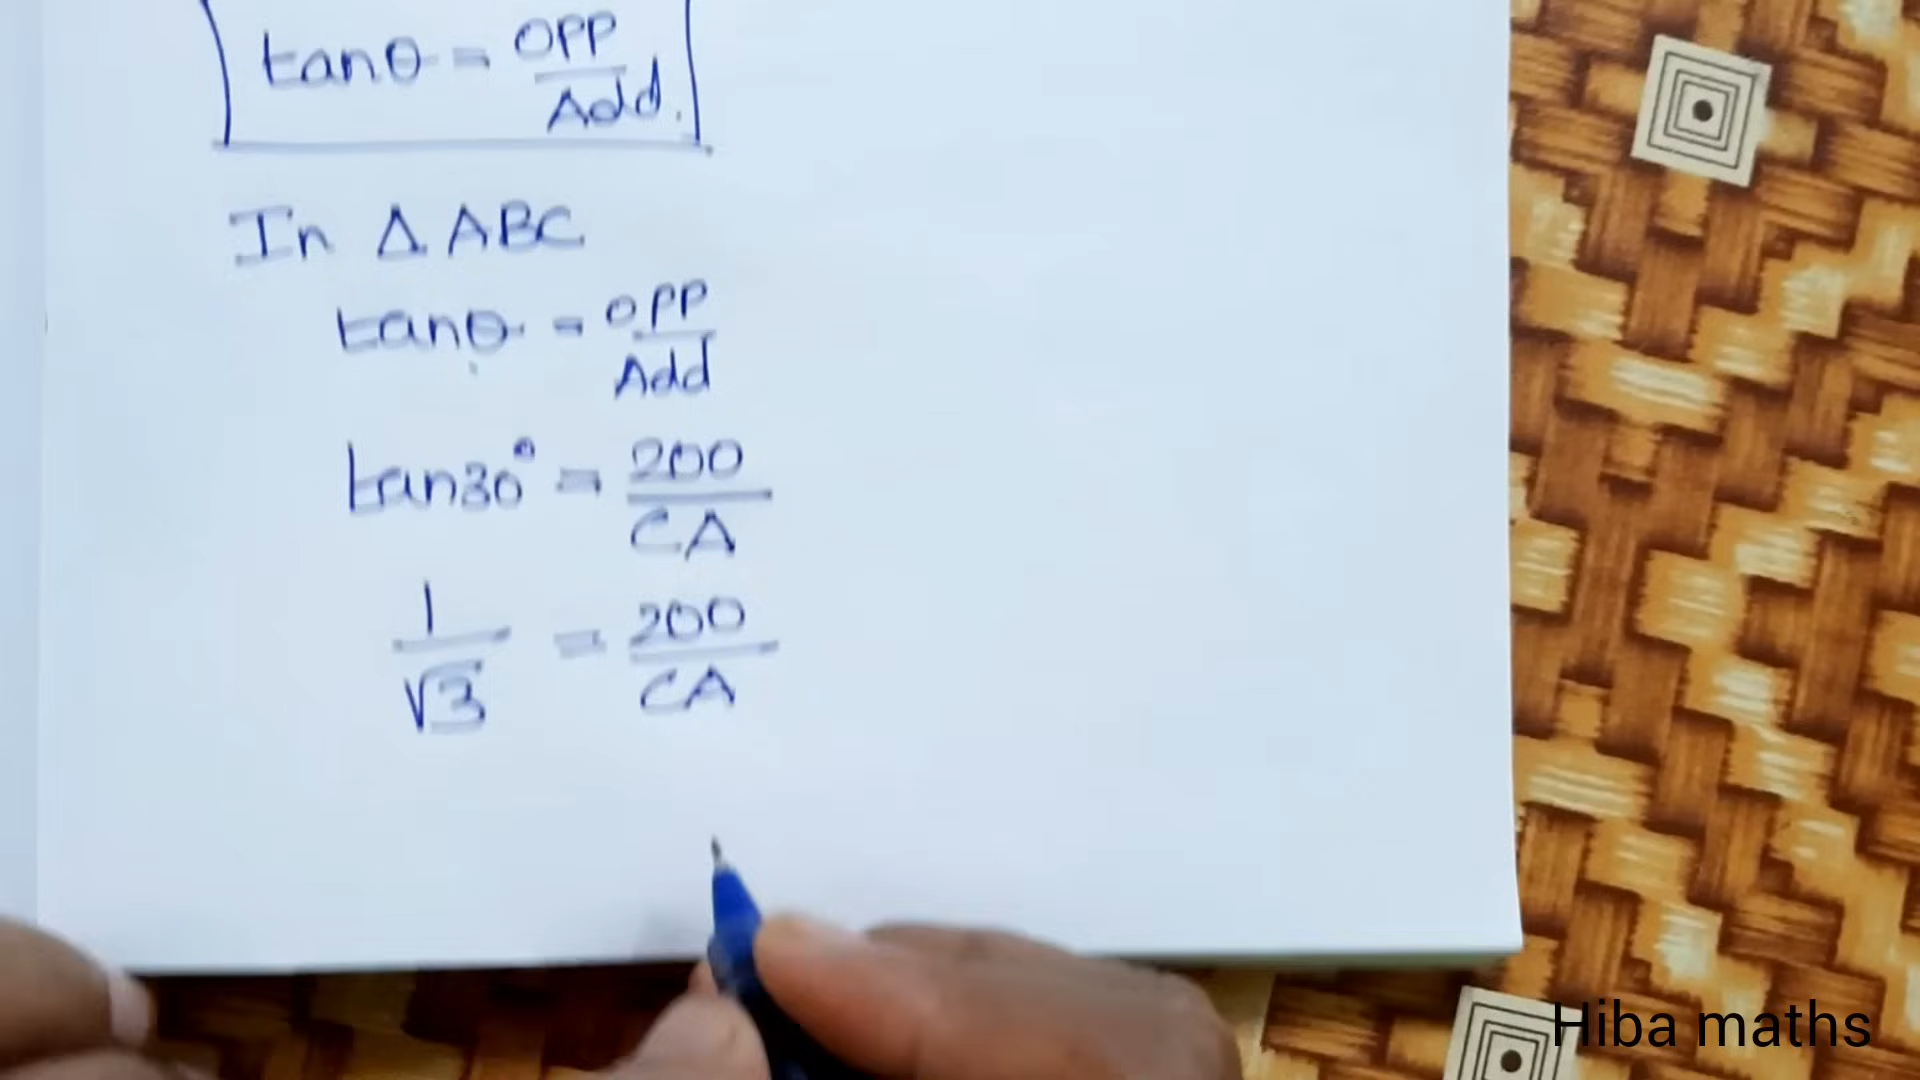 tanθ = OPP/Add.
In Δ ABC
tanθ = OPP/Add
tan30° = 200/CA
1/√3 = 200/CA
Hiba maths